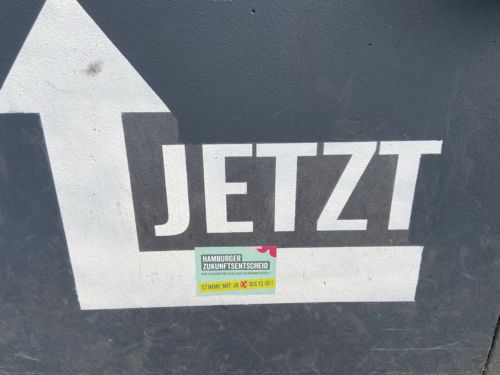 JETZT
HAMBURGER
ZUKUNFTSENTSCHEID
STIMME MIT JA BIS 12.10.!